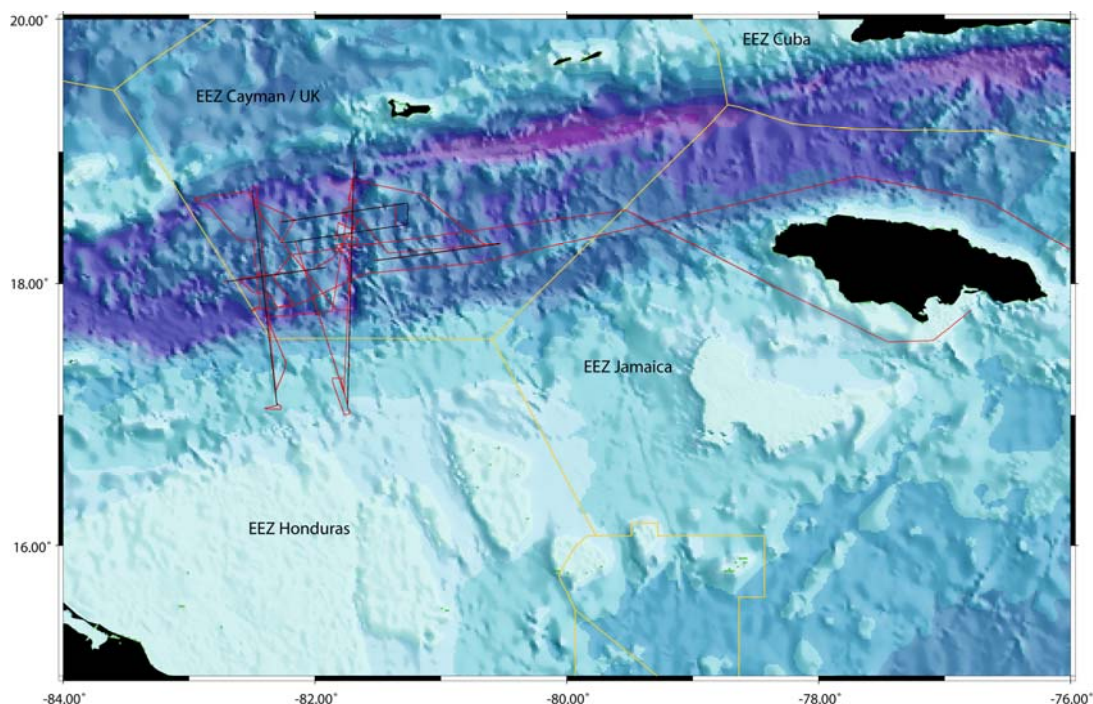 20.00°
EEZ Cuba
EEZ Cayman / UK
18.00°
EEZ Jamaica
EEZ Honduras
16.00°
-84.00°
-82.00°
-80.00°
-78.00°
-76.00°